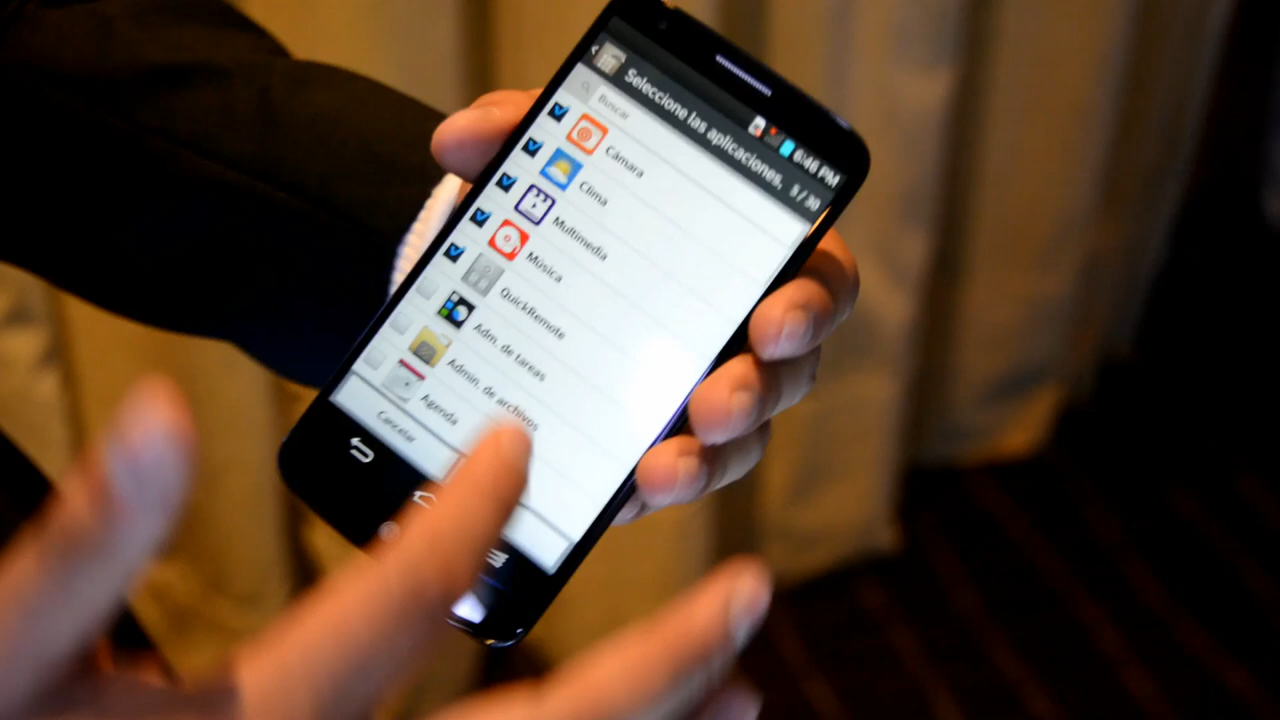 6:46 PM
Seleccione las aplicaciones, 5 / 30
Buscar
Cámara
Clima
Multimedia
Música
QuickRemote
Adm. de tareas
Admin. de archivos
Agenda
Cancelar